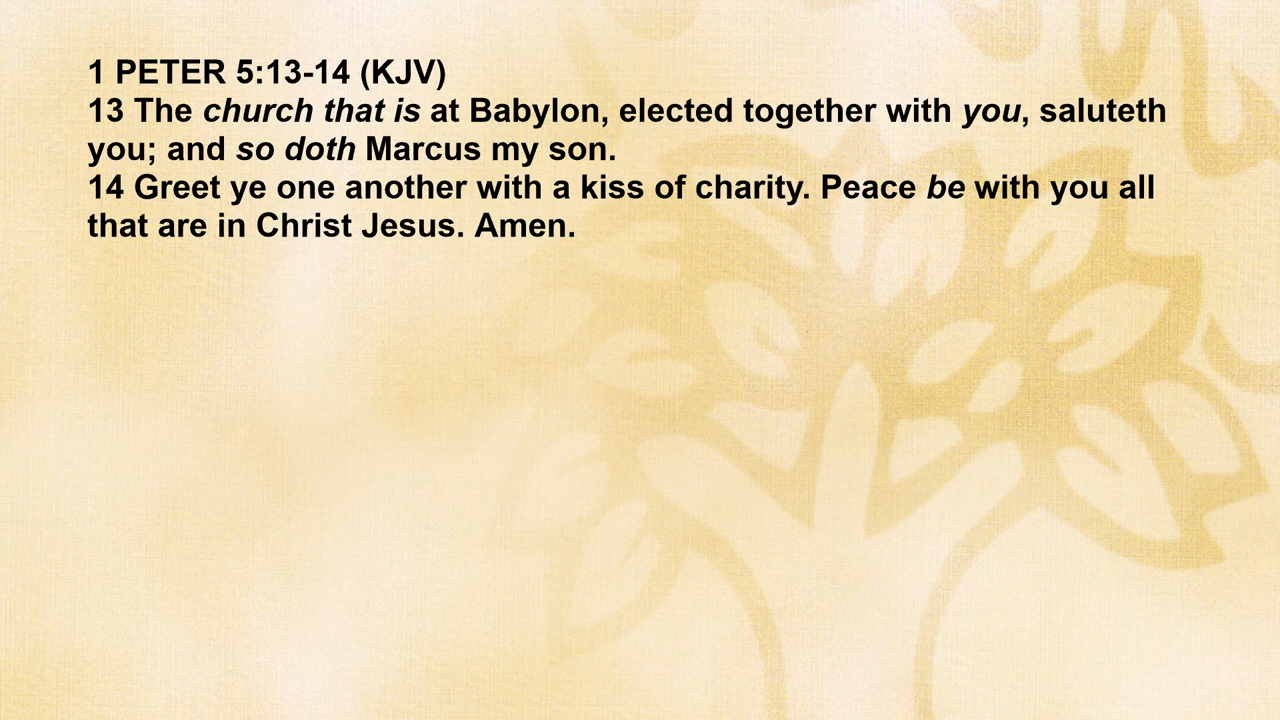 1 PETER 5:13-14 (KJV)
13 The church that is at Babylon, elected together with you, saluteth
you; and so doth Marcus my son.
14 Greet ye one another with a kiss of charity. Peace be with you all
that are in Christ Jesus. Amen.